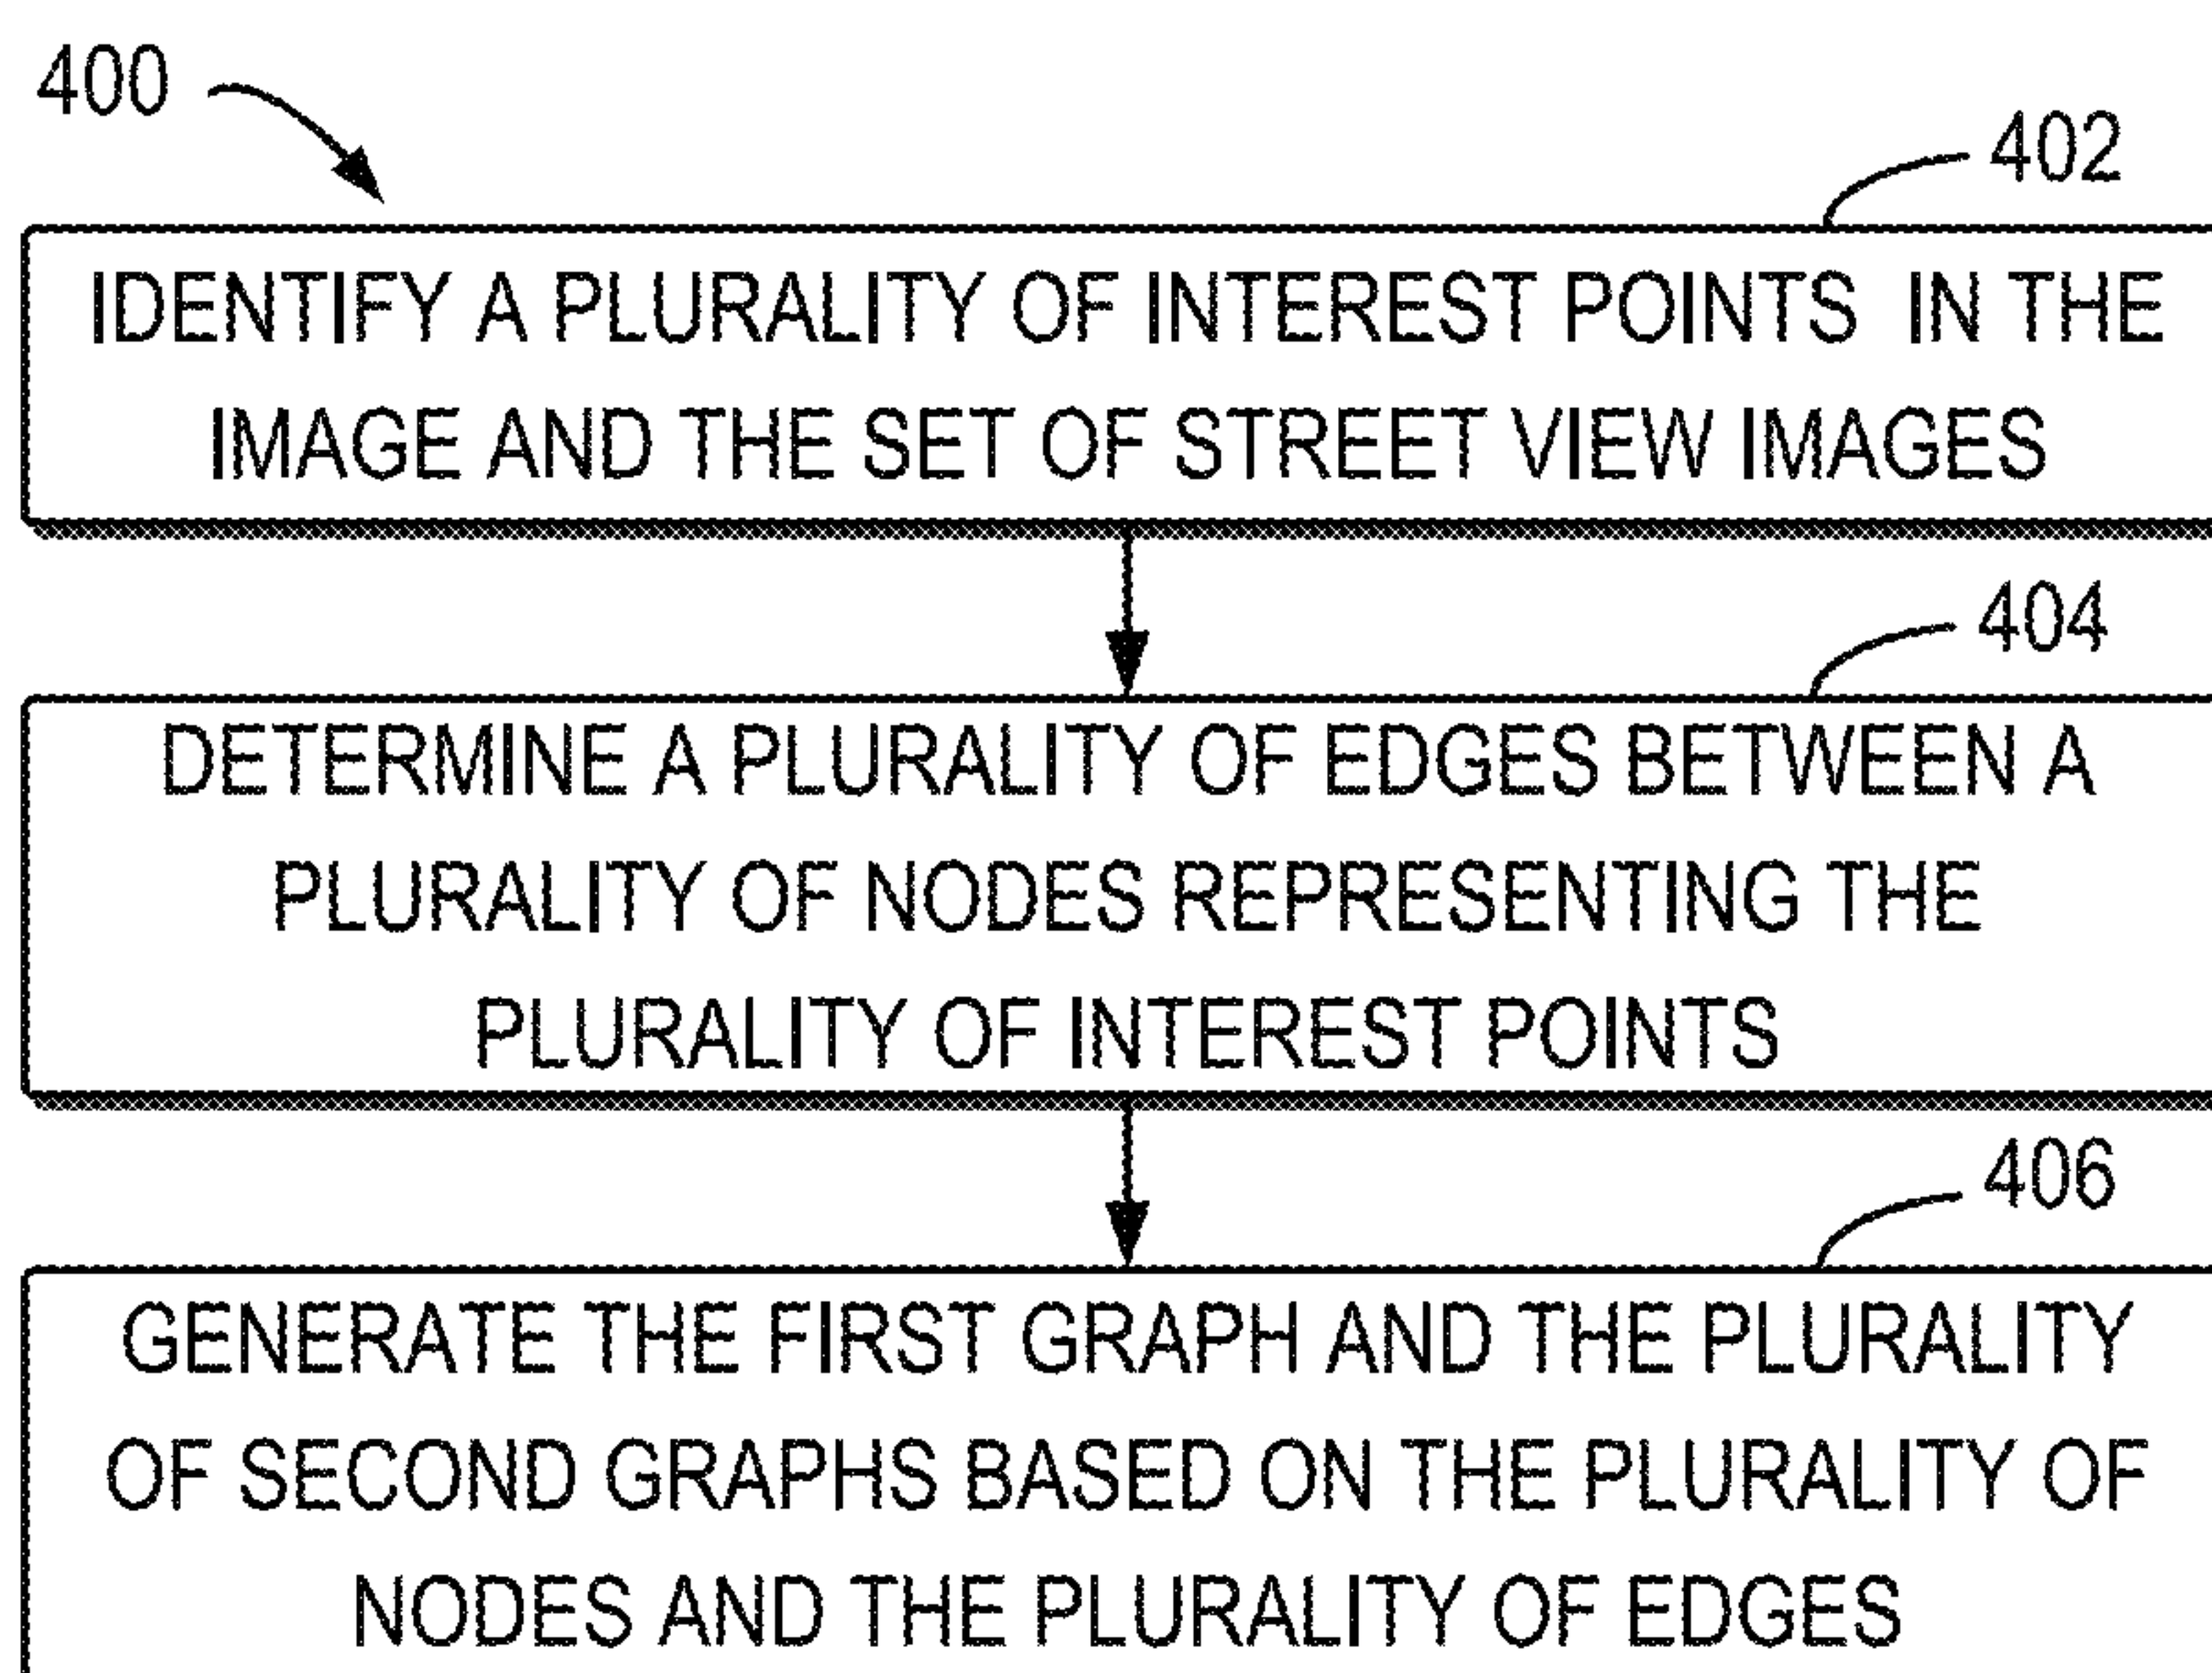 400
402
IDENTIFY A PLURALITY OF INTEREST POINTS IN THE
IMAGE AND THE SET OF STREET VIEW IMAGES
404
DETERMINE A PLURALITY OF EDGES BETWEEN A
PLURALITY OF NODES REPRESENTING THE
PLURALITY OF INTEREST POINTS
406
GENERATE THE FIRST GRAPH AND THE PLURALITY
OF SECOND GRAPHS BASED ON THE PLURALITY OF
NODES AND THE PLURALITY OF EDGES